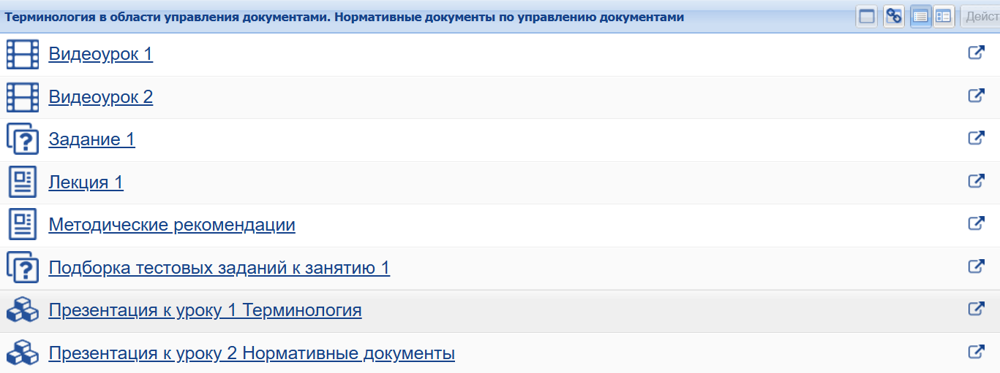 Терминология в области управления документами. Нормативные документы по управлению документами
Дейст
Видеоурок 1
Видеоурок 2
Задание 1
Лекция 1
Методические рекомендации
Подборка тестовых заданий к занятию 1
Презентация к уроку 1 Терминология
Презентация к уроку 2 Нормативные документы